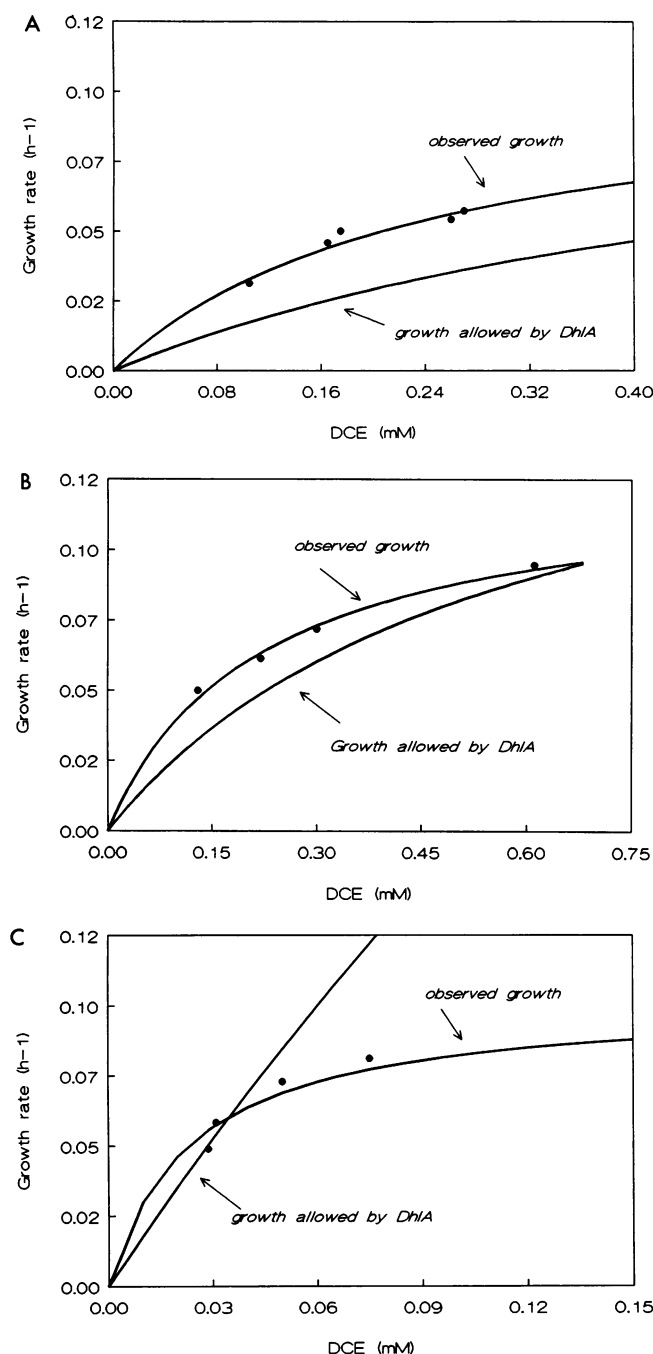 A
0.12
0.10
0.07
0.05
0.02
0.00
Growth rate (h-1)
observed growth
growth allowed by DhlA
0.00 0.08 0.16 0.24 0.32 0.40
DCE (mM)
B
0.12
0.10
0.07
0.05
0.02
0.00
Growth rate (h-1)
observed growth
Growth allowed by DhlA
0.00 0.15 0.30 0.45 0.60 0.75
DCE (mM)
C
0.12
0.10
0.07
0.05
0.02
0.00
Growth rate (h-1)
observed growth
growth allowed by DhlA
0.00 0.03 0.06 0.09 0.12 0.15
DCE (mM)